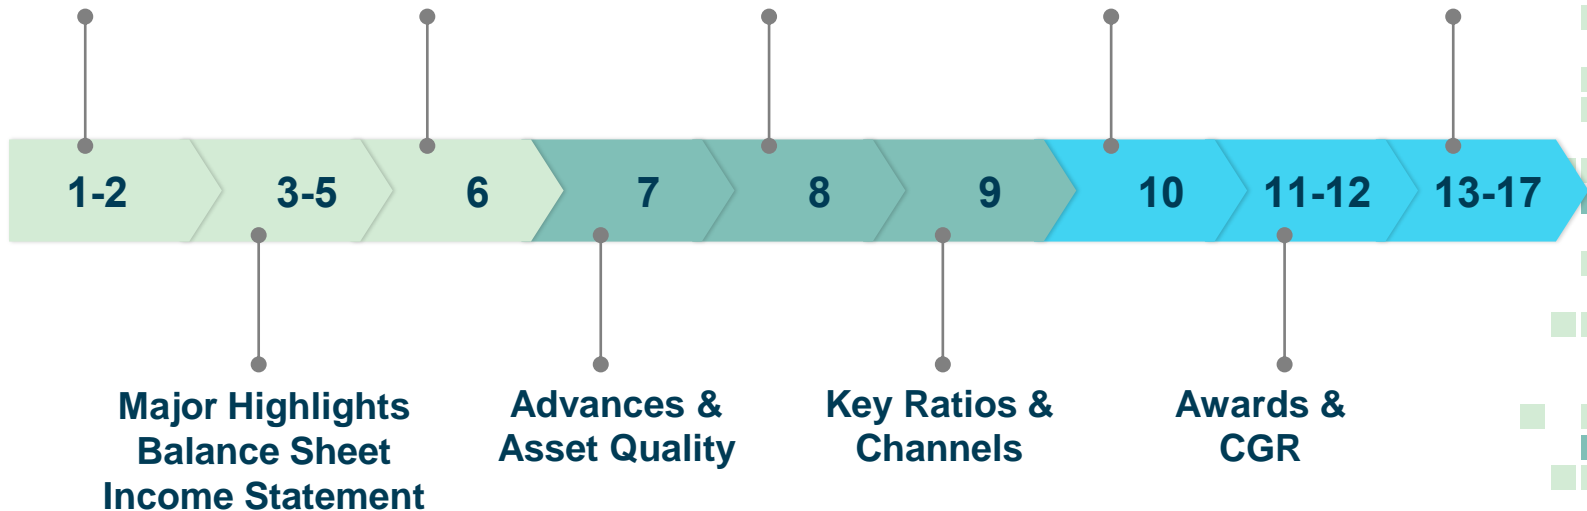 1-2 3-5 6 7 8 9 10 11-12 13-17
Major Highlights
Balance Sheet
Income Statement
Advances &
Asset Quality
Key Ratios &
Channels
Awards &
CGR